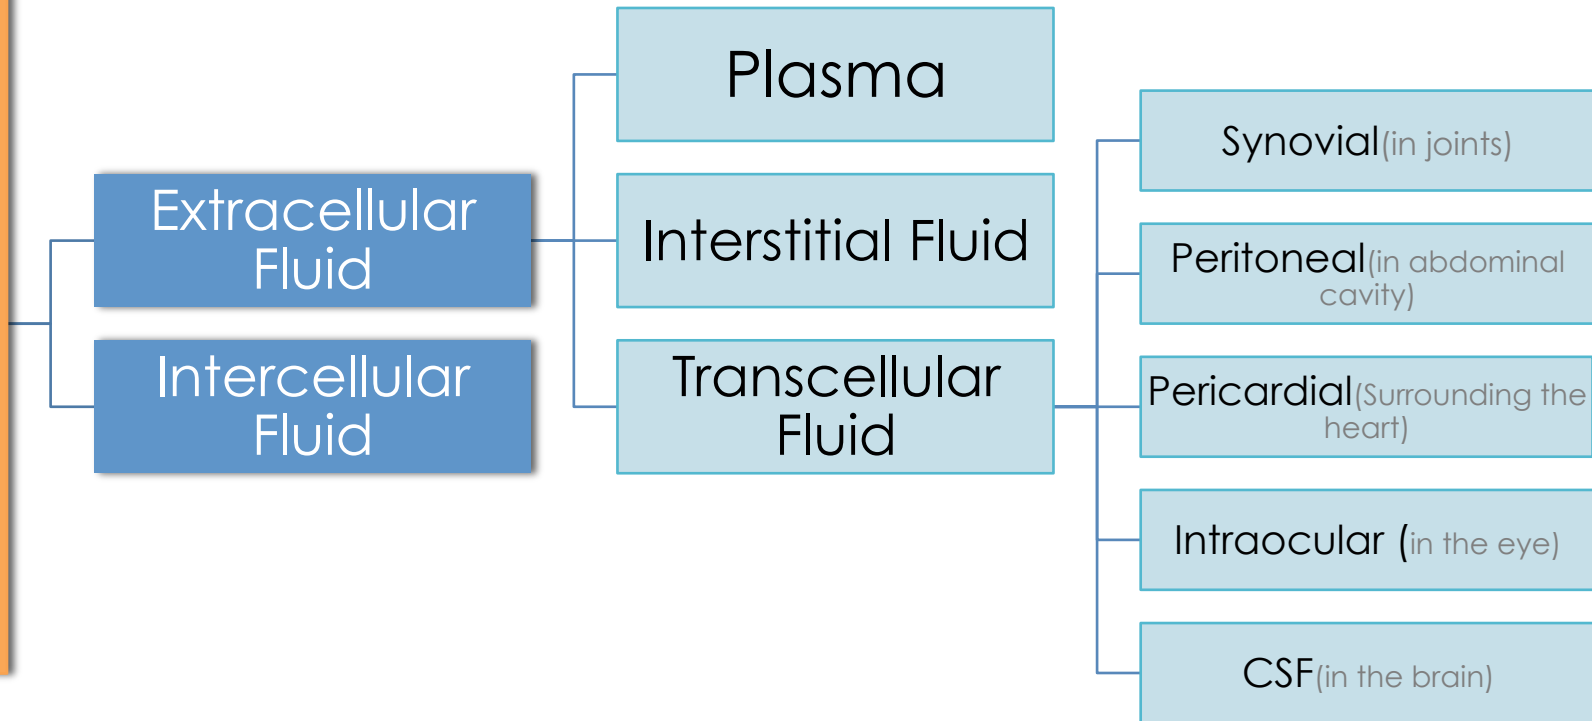 Plasma
Extracellular
Fluid
Interstitial Fluid
Intercellular
Fluid
Transcellular
Fluid
Synovial(in joints)
Peritoneal(in abdominal
cavity)
Pericardial(Surrounding the
heart)
Intraocular (in the eye)
CSF(in the brain)